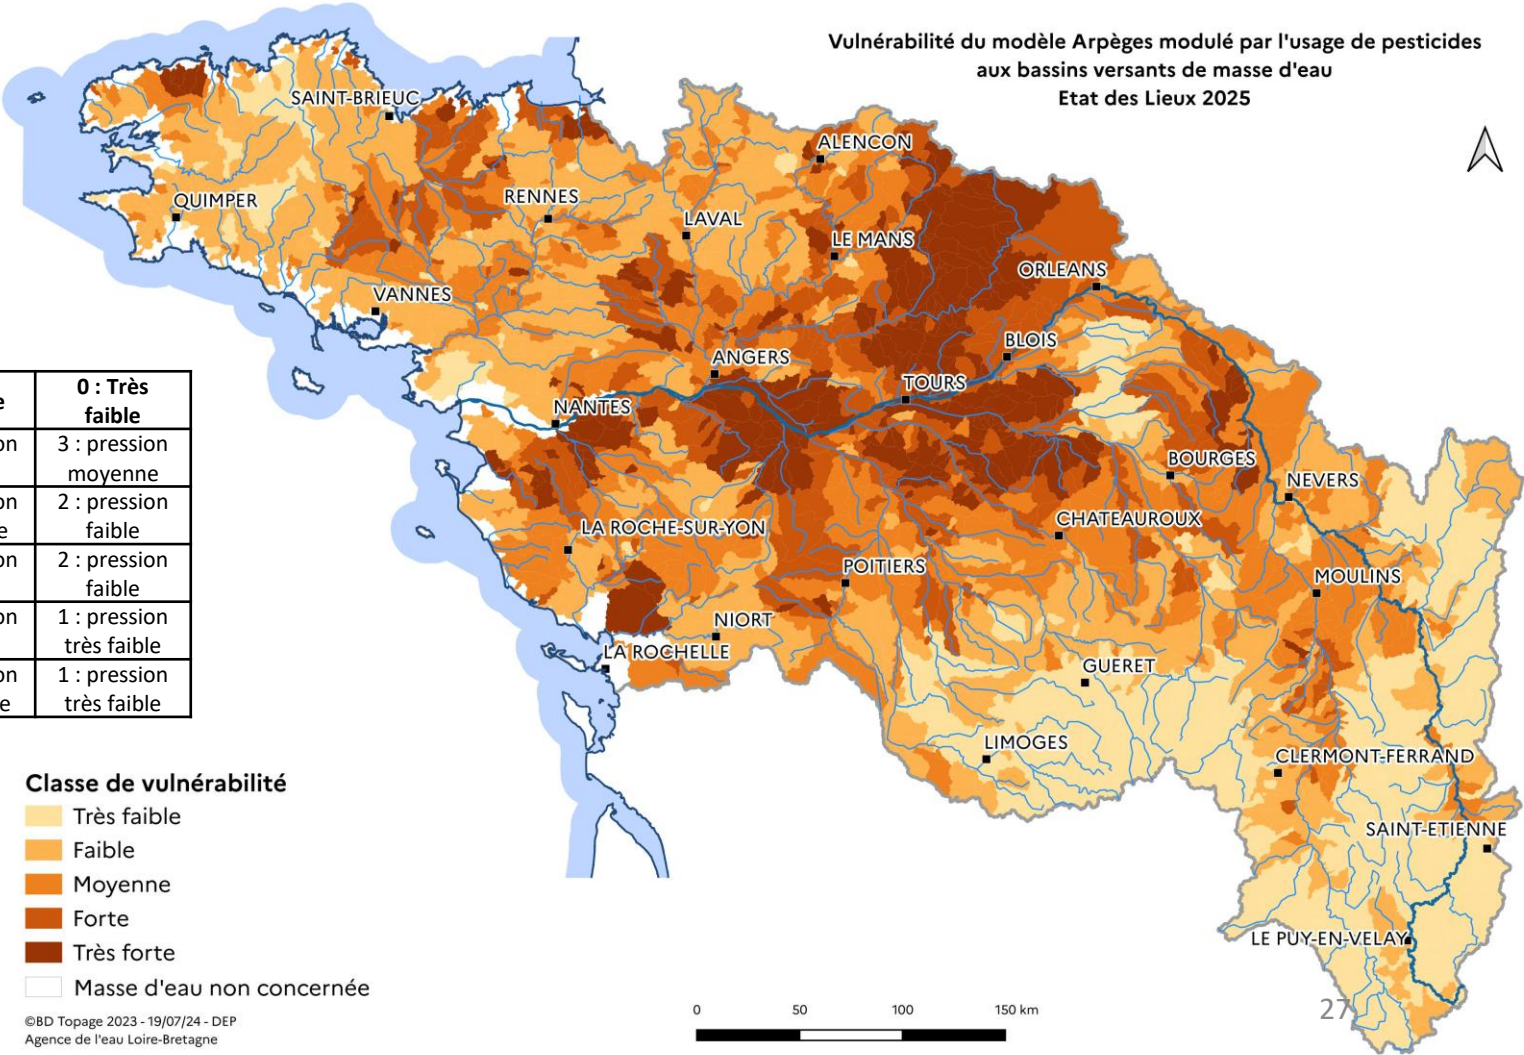 Vulnérabilité du modèle Arpèges modulé par l'usage de pesticides
aux bassins versants de masse d'eau
Etat des Lieux 2025
SAINT-BRIEUC
ALENCON
QUIMPER
RENNES
LAVAL
LE MANS
ORLEANS
VANNES
BLOIS
ANGERS
TOURS
NANTES
BOURGES
NEVERS
LA ROCHE-SUR-YON
CHATEAUROUX
POITIERS
MOULINS
NIORT
LA ROCHELLE
GUERET
LIMOGES
CLERMONT-FERRAND
SAINT-ETIENNE
LE PUY-EN-VELAY
0 : Très
faible
3 : pression
moyenne
2 : pression
faible
2 : pression
faible
1 : pression
très faible
1 : pression
très faible
Classe de vulnérabilité
Très faible
Faible
Moyenne
Forte
Très forte
Masse d'eau non concernée
©BD Topage 2023 - 19/07/24 - DEP
Agence de l'eau Loire-Bretagne
0 50 100 150 km
27